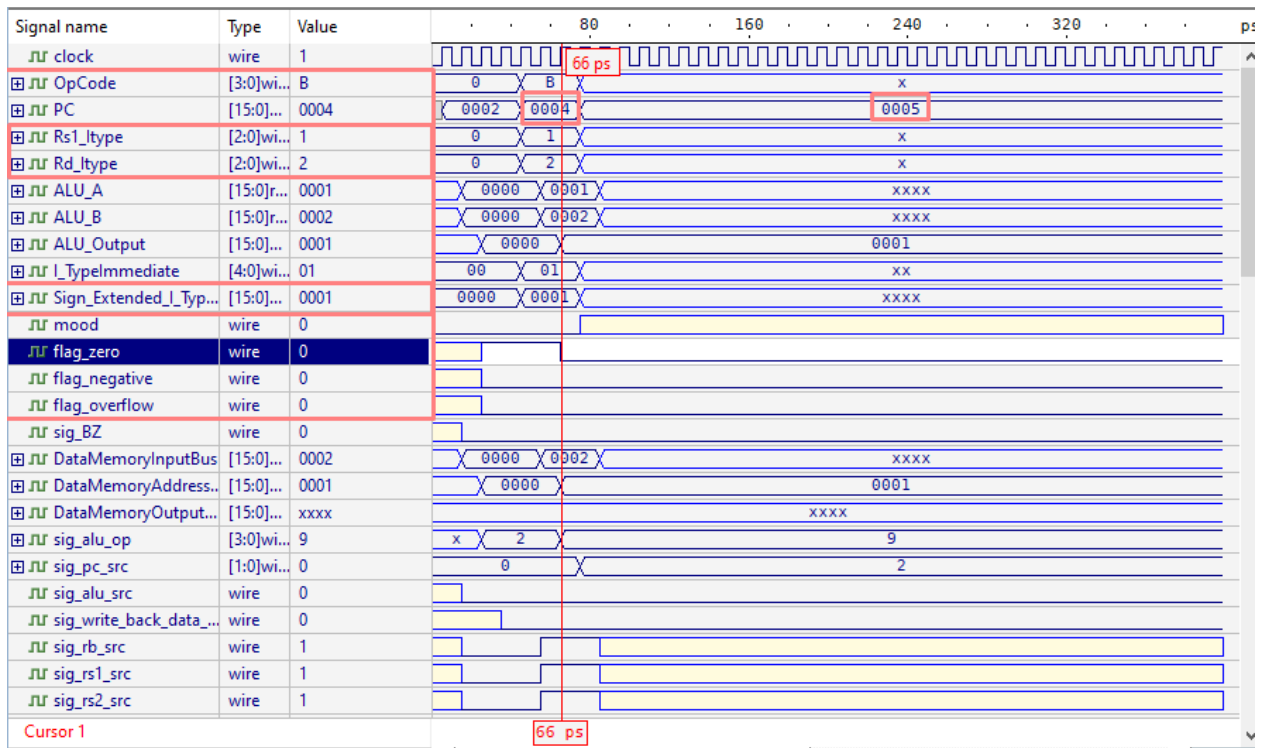 Signal name Type Value 80 160 240 320 ps
clock wire 1
66 ps
OpCode [3:0]wi... B 0 B x
PC [15:0]... 0004 0002 0004 0005
Rs1_Itype [2:0]wi... 1 0 1 x
Rd_Itype [2:0]wi... 2 0 2 x
ALU_A [15:0]r... 0001 0000 0001 xxxx
ALU_B [15:0]r... 0002 0000 0002 xxxx
ALU_Output [15:0]... 0001 0000 0001
I_TypeImmediate [4:0]wi... 01 00 01 xx
Sign_Extended_I_Typ... [15:0]... 0001 0000 0001 xxxx
mood wire 0
flag_zero wire 0
flag_negative wire 0
flag_overflow wire 0
sig_BZ wire 0
DataMemoryInputBus [15:0]... 0002 0000 0002 xxxx
DataMemoryAddress.. [15:0]... 0001 0000 0001
DataMemoryOutput... [15:0]... xxxx xxxx
sig_alu_op [3:0]wi... 9 x 2 9
sig_pc_src [1:0]wi... 0 0 2
sig_alu_src wire 0
sig_write_back_data_... wire 0
sig_rb_src wire 1
sig_rs1_src wire 1
sig_rs2_src wire 1
Cursor 1 66 ps